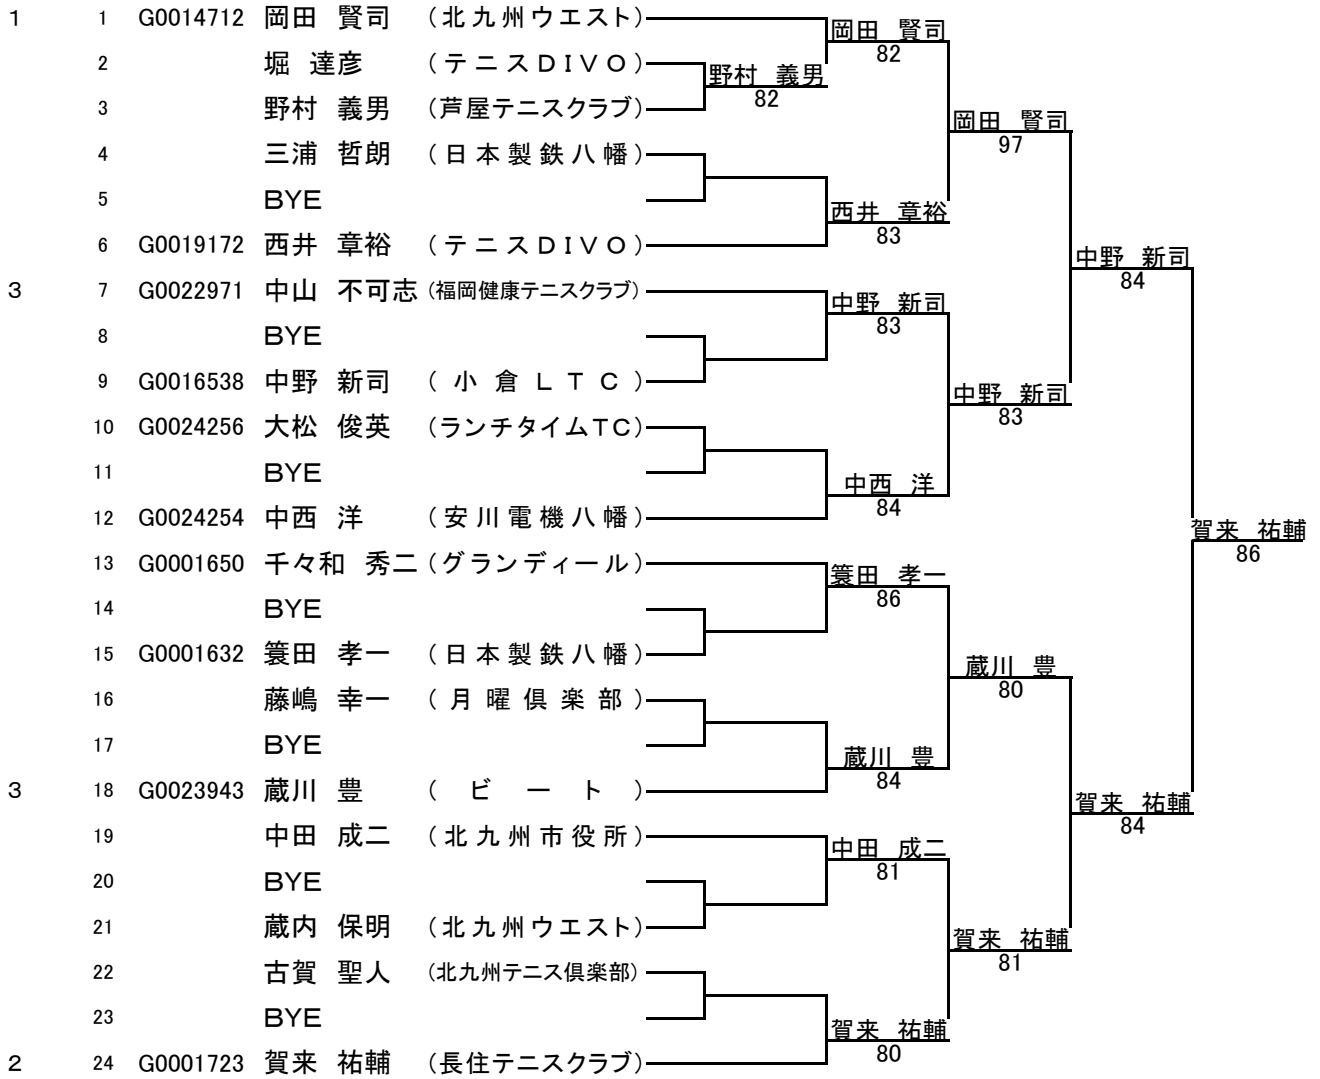 1 1 G0014712 岡田 賢司 (北九州ウエスト)
岡田 賢司
82
2 堀 達彦 (テニスDIVO)
野村 義男
82
3 野村 義男 (芦屋テニスクラブ)
岡田 賢司
97
4 三浦 哲朗 (日本製鉄八幡)
5 BYE
西井 章裕
83
6 G0019172 西井 章裕 (テニスDIVO)
中野 新司
84
3 7 G0022971 中山 不可志 (福岡健康テニスクラブ)
中野 新司
83
8 BYE
9 G0016538 中野 新司 (小倉LTC)
中野 新司
83
10 G0024256 大松 俊英 (ランチタイムTC)
11 BYE
中西 洋
84
12 G0024254 中西 洋 (安川電機八幡)
賀来 祐輔
86
13 G0001650 千々和 秀二 (グランディール)
簑田 孝一
86
14 BYE
15 G0001632 簑田 孝一 (日本製鉄八幡)
蔵川 豊
80
16 藤嶋 幸一 (月曜倶楽部)
17 BYE
蔵川 豊
84
3 18 G0023943 蔵川 豊 (ビート)
賀来 祐輔
84
19 中田 成二 (北九州市役所)
中田 成二
81
20 BYE
21 蔵内 保明 (北九州ウエスト)
賀来 祐輔
81
22 古賀 聖人 (北九州テニス倶楽部)
23 BYE
賀来 祐輔
80
2 24 G0001723 賀来 祐輔 (長住テニスクラブ)